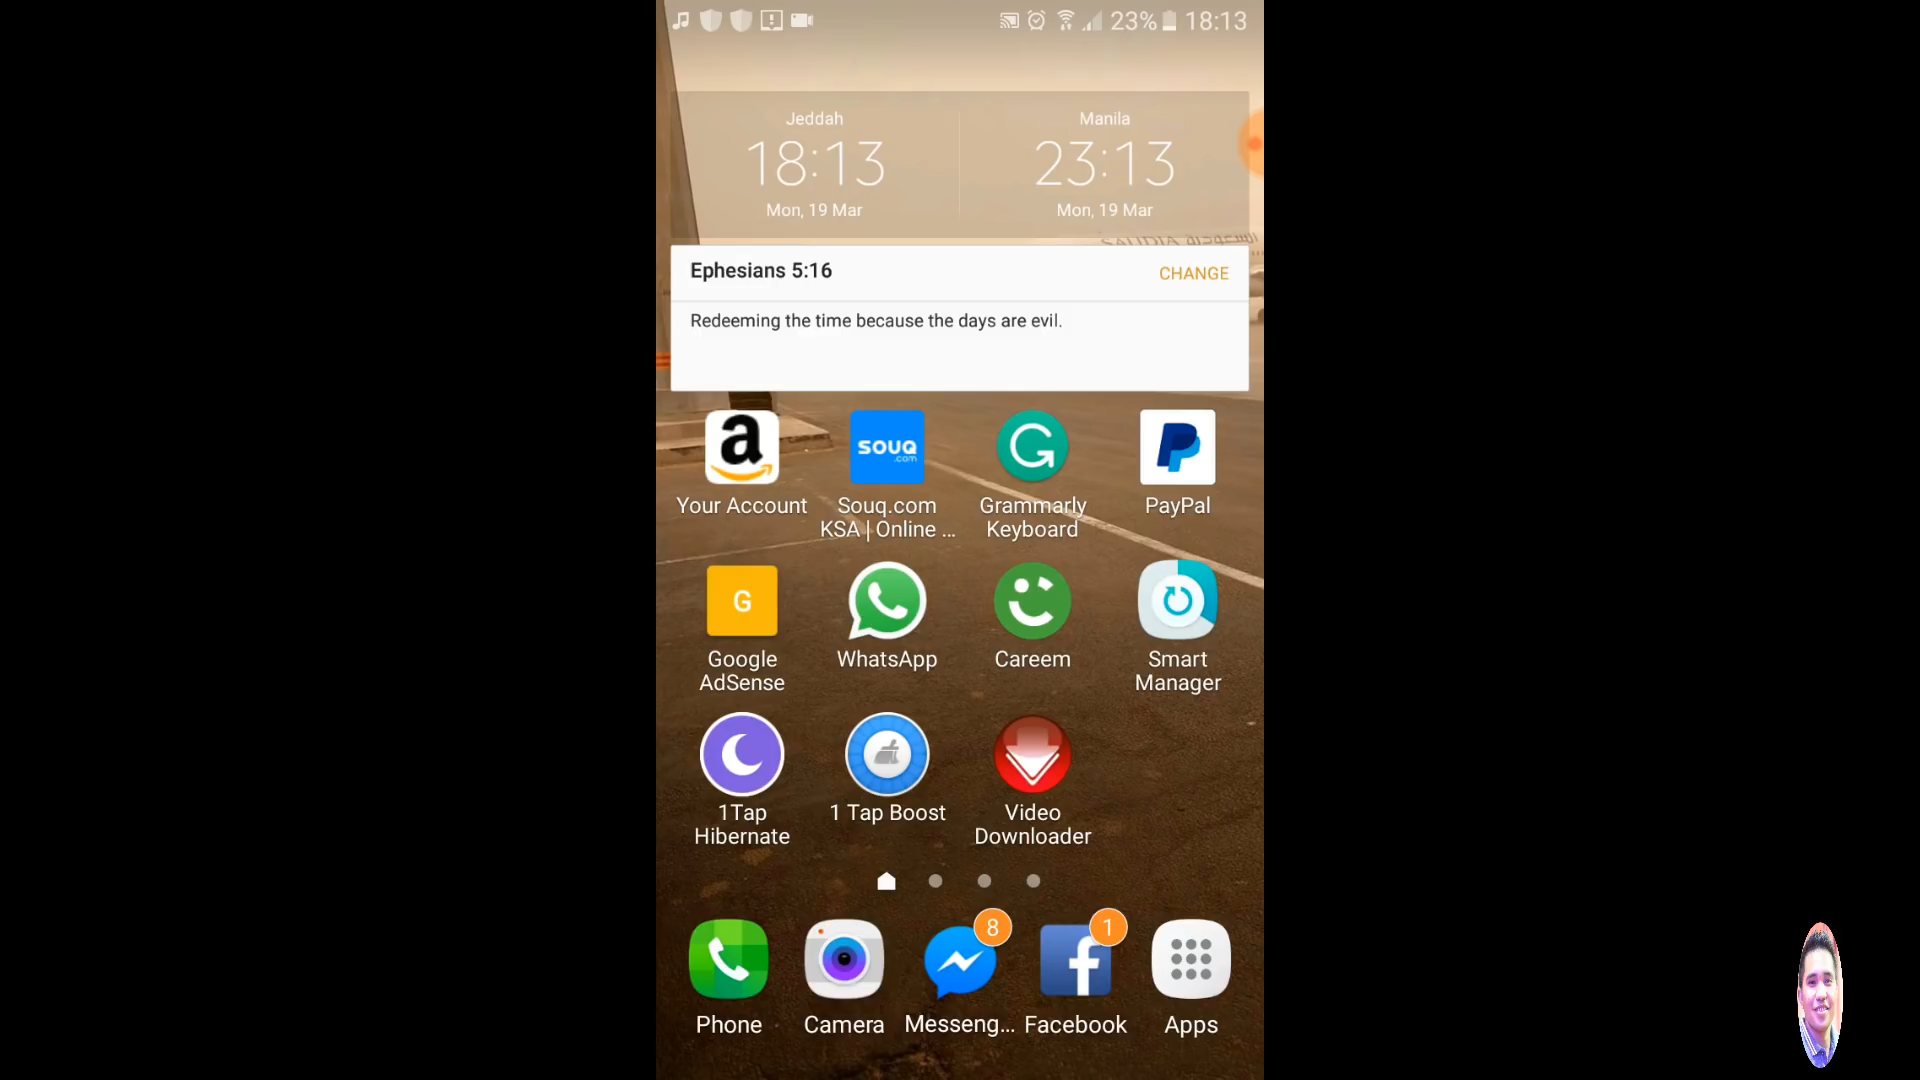 23% 18:13
Jeddah
18:13
Mon, 19 Mar
Manila
23:13
Mon, 19 Mar
SAUDIA السعودية
Ephesians 5:16
CHANGE
Redeeming the time because the days are evil.
a
souq
.com
Your Account
Souq.com
KSA | Online ...
Grammarly
Keyboard
PayPal
G
Google
AdSense
WhatsApp
Careem
Smart
Manager
1Tap
Hibernate
1 Tap Boost
Video
Downloader
8
1
Phone
Camera
Messeng...
Facebook
Apps